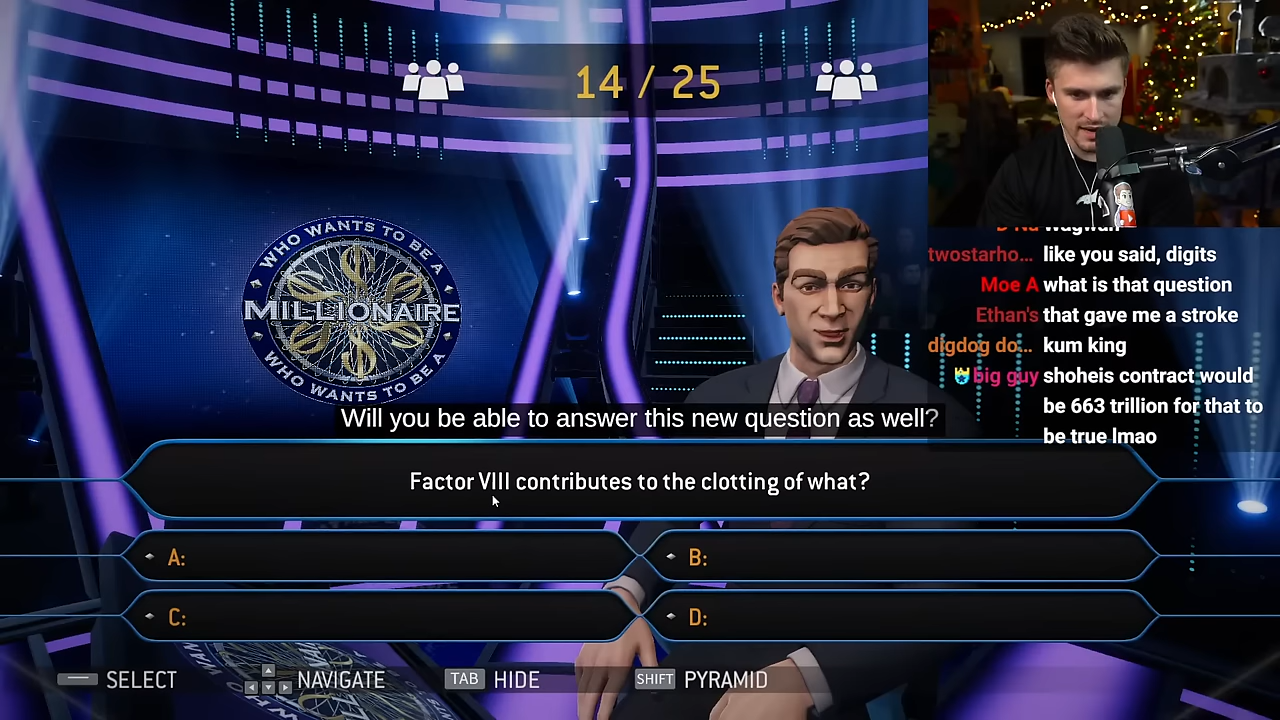 14 / 25
WHO WANTS TO BE A
MILLIONAIRE
WHO WANTS TO BE A
twostarho... like you said, digits
Moe A what is that question
Ethan's that gave me a stroke
digdog do... kum king
big guy shoheis contract would
be 663 trillion for that to
be true lmao
Will you be able to answer this new question as well?
Factor VIII contributes to the clotting of what?
A:
B:
C:
D:
SELECT
NAVIGATE
TAB HIDE
SHIFT PYRAMID